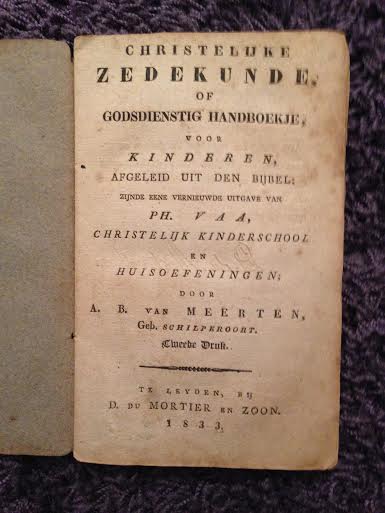 CHRISTELIJKE
ZEDEKUNDE,
OF
GODSDIENSTIG HANDBOEKJE,
VOOR
KINDEREN,
AFGELEID UIT DEN BIJBEL;
ZIJNDE EENE VERNIEUWDE UITGAVE VAN
PH. VAA,
CHRISTELIJK KINDERSCHOOL
EN
HUISOEFENINGEN;
DOOR
A. B. VAN MEERTEN,
Geb. SCHILPEROORT.
Tweede Druk.
TE LEYDEN, BIJ
D. DU MORTIER EN ZOON.
1833.